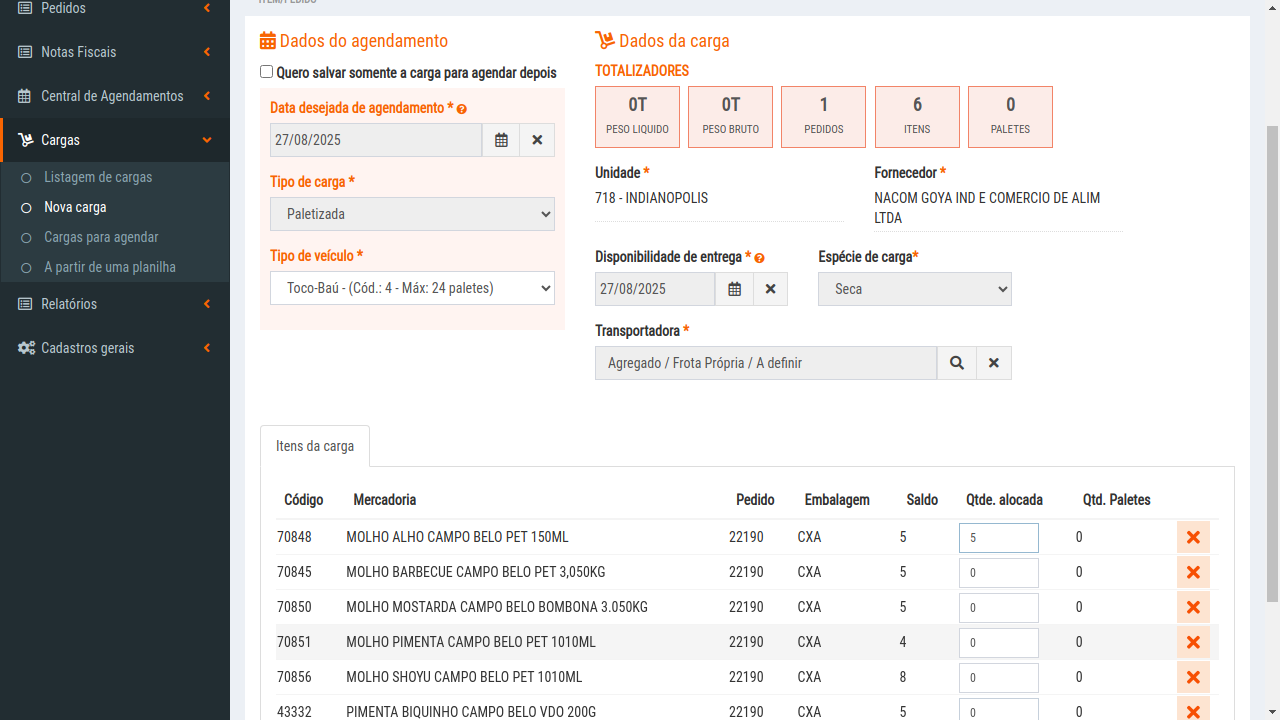 ITEM/PEDIDO
Pedidos
Notas Fiscais
Central de Agendamentos
Cargas
Listagem de cargas
Nova carga
Cargas para agendar
A partir de uma planilha
Relatórios
Cadastros gerais
Dados do agendamento
Quero salvar somente a carga para agendar depois
Data desejada de agendamento *
27/08/2025
Tipo de carga *
Paletizada
Tipo de veículo *
Toco-Baú - (Cód.: 4 - Máx: 24 paletes)
Dados da carga
TOTALIZADORES
0T 0T 1 6 0
PESO LIQUIDO PESO BRUTO PEDIDOS ITENS PALETES
Unidade * Fornecedor *
718 - INDIANOPOLIS NACOM GOYA IND E COMERCIO DE ALIM
LTDA
Disponibilidade de entrega * Espécie de carga*
27/08/2025 Seca
Transportadora *
Agregado / Frota Própria / A definir
Itens da carga
Código Mercadoria Pedido Embalagem Saldo Qtde. alocada Qtd. Paletes
70848 MOLHO ALHO CAMPO BELO PET 150ML 22190 CXA 5 5 0
70845 MOLHO BARBECUE CAMPO BELO PET 3,050KG 22190 CXA 5 0 0
70850 MOLHO MOSTARDA CAMPO BELO BOMBONA 3.050KG 22190 CXA 5 0 0
70851 MOLHO PIMENTA CAMPO BELO PET 1010ML 22190 CXA 4 0 0
70856 MOLHO SHOYU CAMPO BELO PET 1010ML 22190 CXA 8 0 0
43332 PIMENTA BIQUINHO CAMPO BELO VDO 200G 22190 CXA 5 0 0